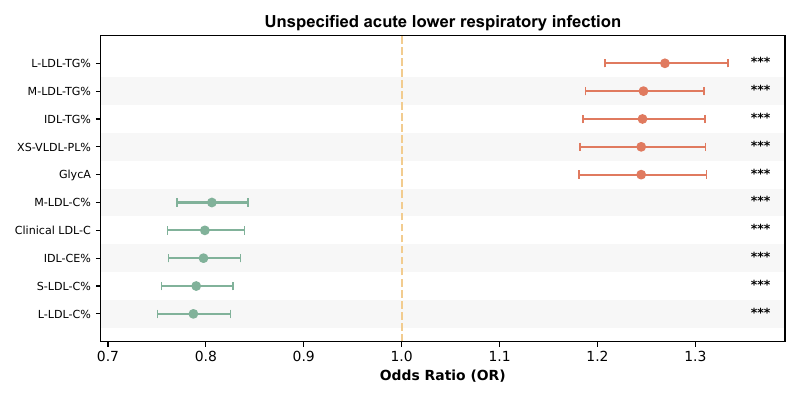 Unspecified acute lower respiratory infection
L-LDL-TG% ***
M-LDL-TG% ***
IDL-TG% ***
XS-VLDL-PL% ***
GlycA ***
M-LDL-C% ***
Clinical LDL-C ***
IDL-CE% ***
S-LDL-C% ***
L-LDL-C% ***
0.7 0.8 0.9 1.0 1.1 1.2 1.3
Odds Ratio (OR)